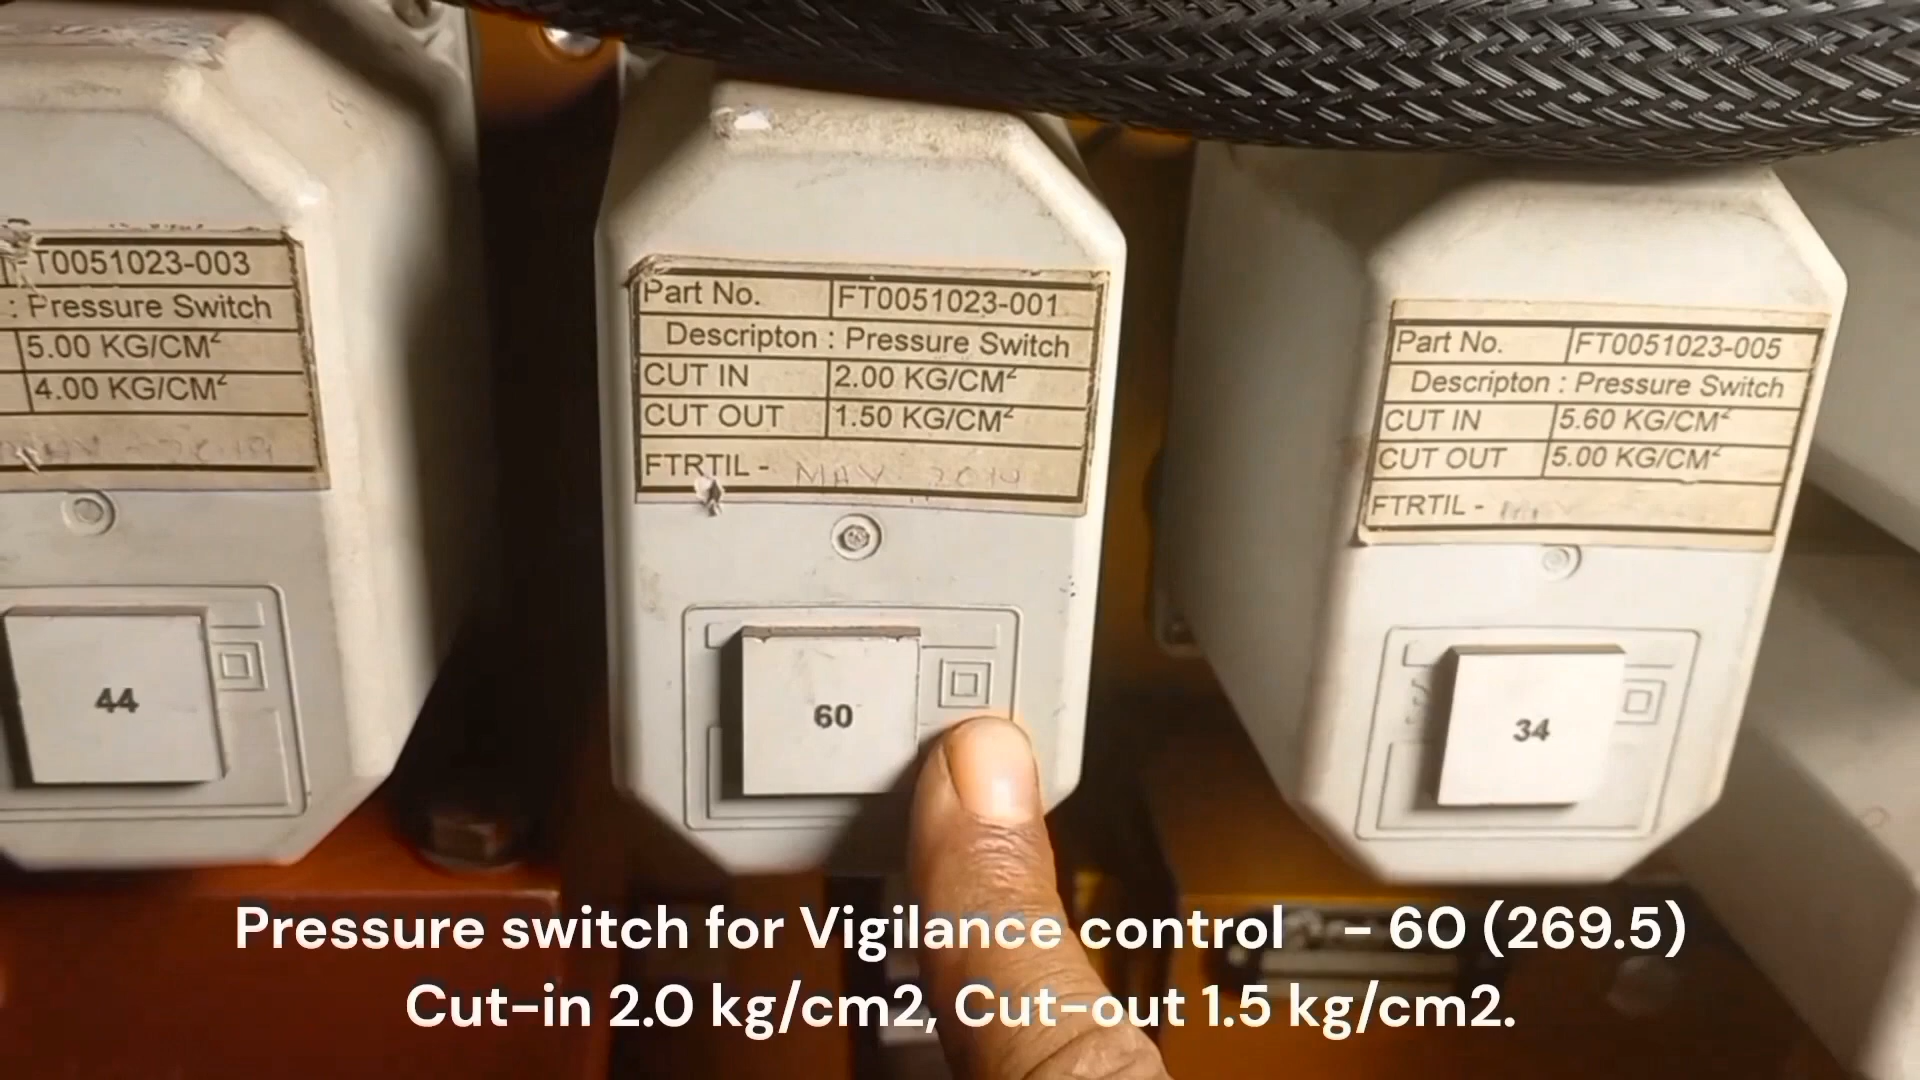 T0051023-003
: Pressure Switch
5.00 KG/CM²
4.00 KG/CM²
44
Part No. FT0051023-001
Descripton : Pressure Switch
CUT IN 2.00 KG/CM²
CUT OUT 1.50 KG/CM²
FTRTIL - MAY
60
Part No. FT0051023-005
Descripton : Pressure Switch
CUT IN 5.60 KG/CM²
CUT OUT 5.00 KG/CM²
FTRTIL -
34
Pressure switch for Vigilance control - 60 (269.5)
Cut-in 2.0 kg/cm2, Cut-out 1.5 kg/cm2.